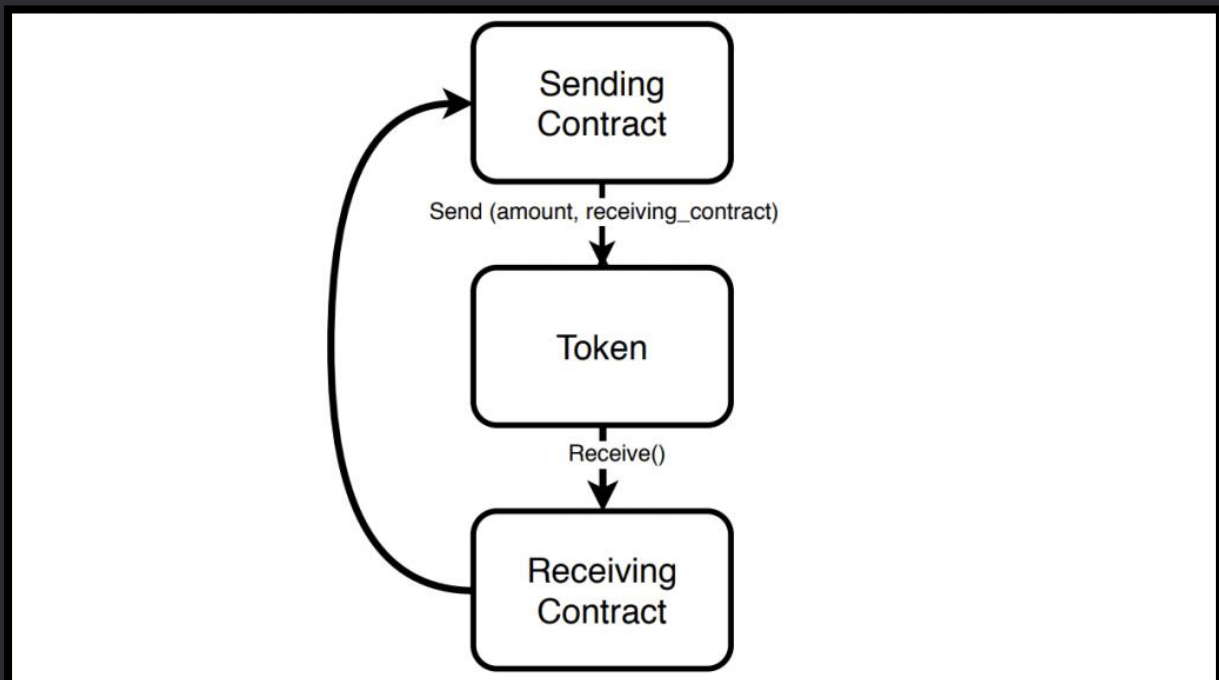 Sending
Contract
Send (amount, receiving_contract)
Token
Receive()
Receiving
Contract